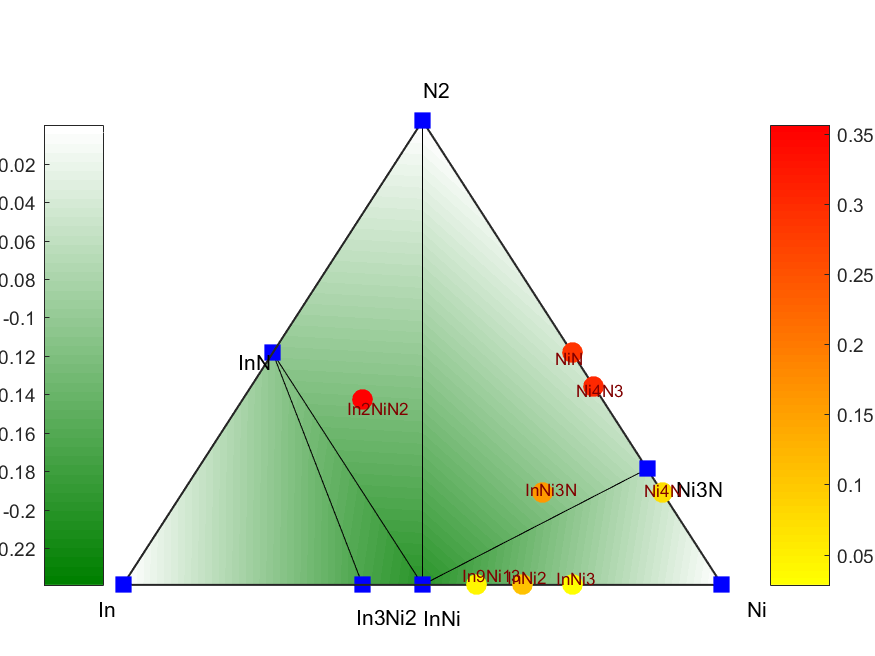 N2
0.02
0.04
0.06
0.08
-0.1
0.12
0.14
0.16
0.18
-0.2
0.22
0.35
0.3
0.25
0.2
0.15
0.1
0.05
InN
NiN
Ni4N3
In2NiN2
InNi3N
Ni4N
Ni3N
In9Ni13
InNi2
InNi3
In
In3Ni2
InNi
Ni